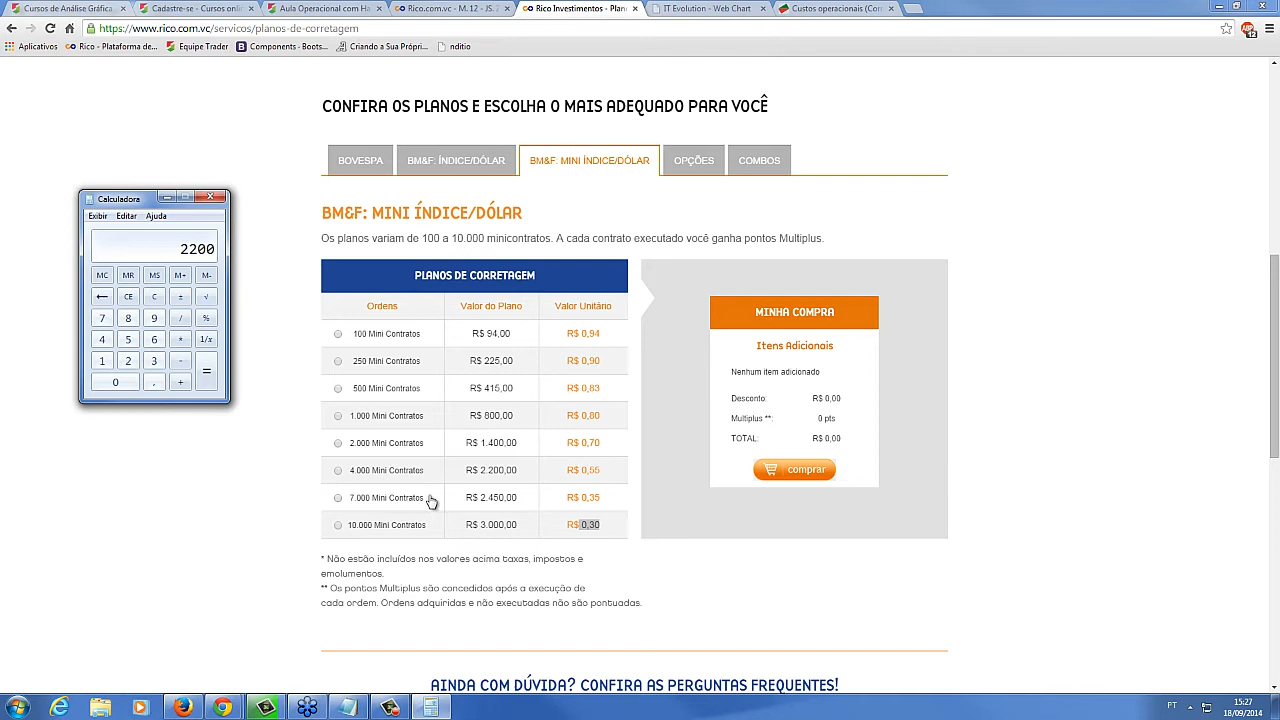 Cursos de Análise Gráfica
Cadastre-se - Cursos onli
Aula Operacional com Ha
Rico.com.vc - M. 12 - JS. 2
Rico Investimentos - Plan
IT Evolution - Web Chart
Custos operacionais (Cor
https://www.rico.com.vc/servicos/planos-de-corretagem
Aplicativos
Rico - Plataforma de...
Equipe Trader
Components · Boots...
Criando a Sua Própri...
nditio
CONFIRA OS PLANOS E ESCOLHA O MAIS ADEQUADO PARA VOCÊ
BOVESPA
BM&F: ÍNDICE/DÓLAR
BM&F: MINI ÍNDICE/DÓLAR
OPÇÕES
COMBOS
BM&F: MINI ÍNDICE/DÓLAR
Os planos variam de 100 a 10.000 minicontratos. A cada contrato executado você ganha pontos Multiplus.
PLANOS DE CORRETAGEM
Ordens Valor do Plano Valor Unitário
100 Mini Contratos R$ 94,00 R$ 0,94
250 Mini Contratos R$ 225,00 R$ 0,90
500 Mini Contratos R$ 415,00 R$ 0,83
1.000 Mini Contratos R$ 800,00 R$ 0,80
2.000 Mini Contratos R$ 1.400,00 R$ 0,70
4.000 Mini Contratos R$ 2.200,00 R$ 0,55
7.000 Mini Contratos R$ 2.450,00 R$ 0,35
10.000 Mini Contratos R$ 3.000,00 R$ 0,30
MINHA COMPRA
Itens Adicionais
Nenhum item adicionado
Desconto: R$ 0,00
Multiplus **: 0 pts
TOTAL: R$ 0,00
comprar
* Não estão incluídos nos valores acima taxas, impostos e
emolumentos.
** Os pontos Multiplus são concedidos após a execução de
cada ordem. Ordens adquiridas e não executadas não são pontuadas.
AINDA COM DÚVIDA? CONFIRA AS PERGUNTAS FREQUENTES!
Calculadora
Exibir Editar Ajuda
2200
MC MR MS M+ M-
← CE C ± √
7 8 9 / %
4 5 6 * 1/x
1 2 3 - =
0 , +
PT
15:27
18/09/2014